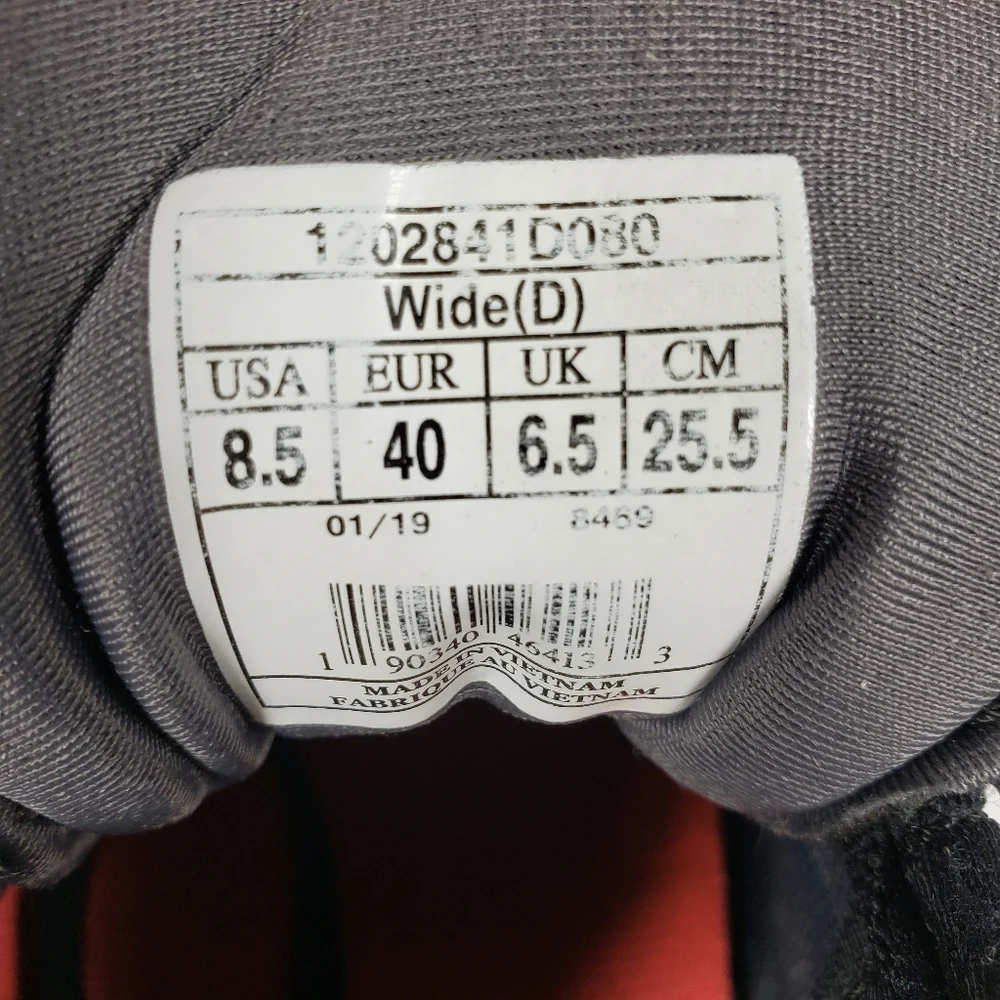 1202841D080
Wide(D)
USA EUR UK CM
8.5 40 6.5 25.5
01/19 8469
1 90340 46413 3
MADE IN VIETNAM
FABRIQUE AU VIETNAM